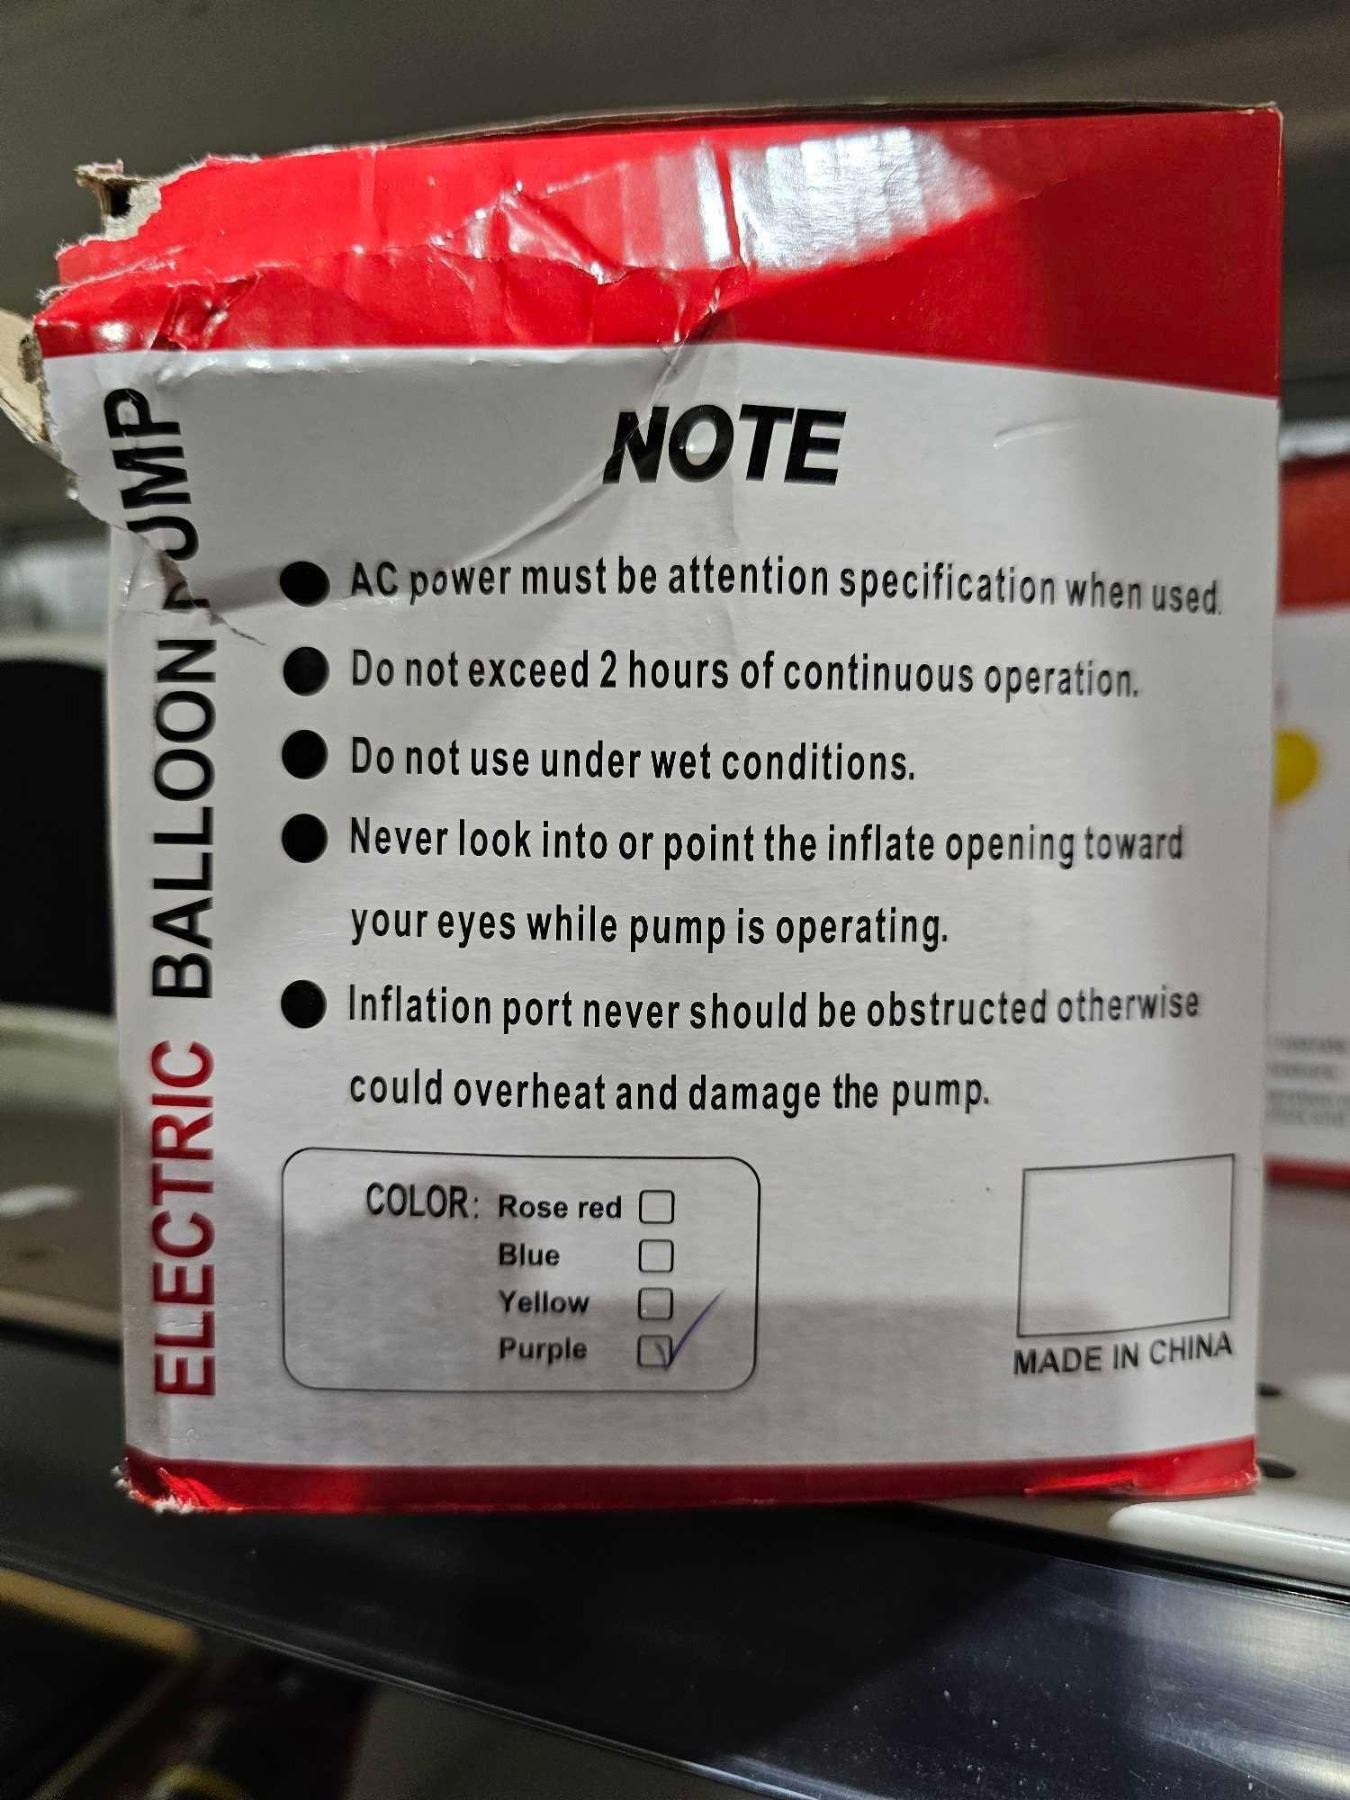 NOTE
ELECTRIC BALLOON PUMP
● AC power must be attention specification when used.
● Do not exceed 2 hours of continuous operation.
● Do not use under wet conditions.
● Never look into or point the inflate opening toward
your eyes while pump is operating.
● Inflation port never should be obstructed otherwise
could overheat and damage the pump.
COLOR: Rose red
Blue
Yellow
Purple
MADE IN CHINA